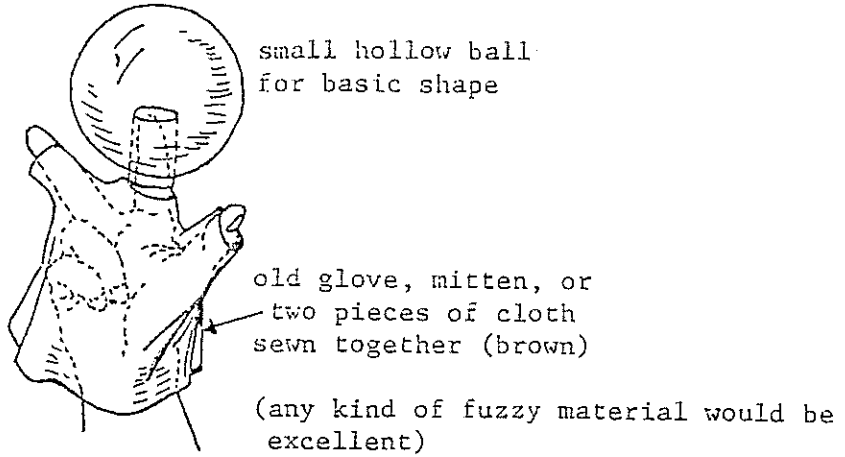 small hollow ball
for basic shape
old glove, mitten, or
two pieces of cloth
sewn together (brown)
(any kind of fuzzy material would be
excellent)